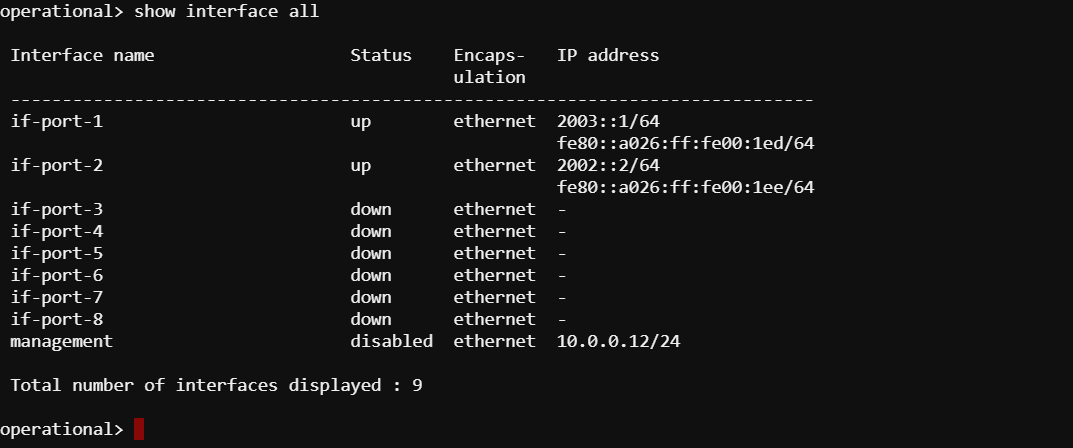 operational> show interface all
Interface name Status Encaps- IP address
ulation
------------------------------------------------------------------------------
if-port-1 up ethernet 2003::1/64
fe80::a026:ff:fe00:1ed/64
if-port-2 up ethernet 2002::2/64
fe80::a026:ff:fe00:1ee/64
if-port-3 down ethernet -
if-port-4 down ethernet -
if-port-5 down ethernet -
if-port-6 down ethernet -
if-port-7 down ethernet -
if-port-8 down ethernet -
management disabled ethernet 10.0.0.12/24
Total number of interfaces displayed : 9
operational>